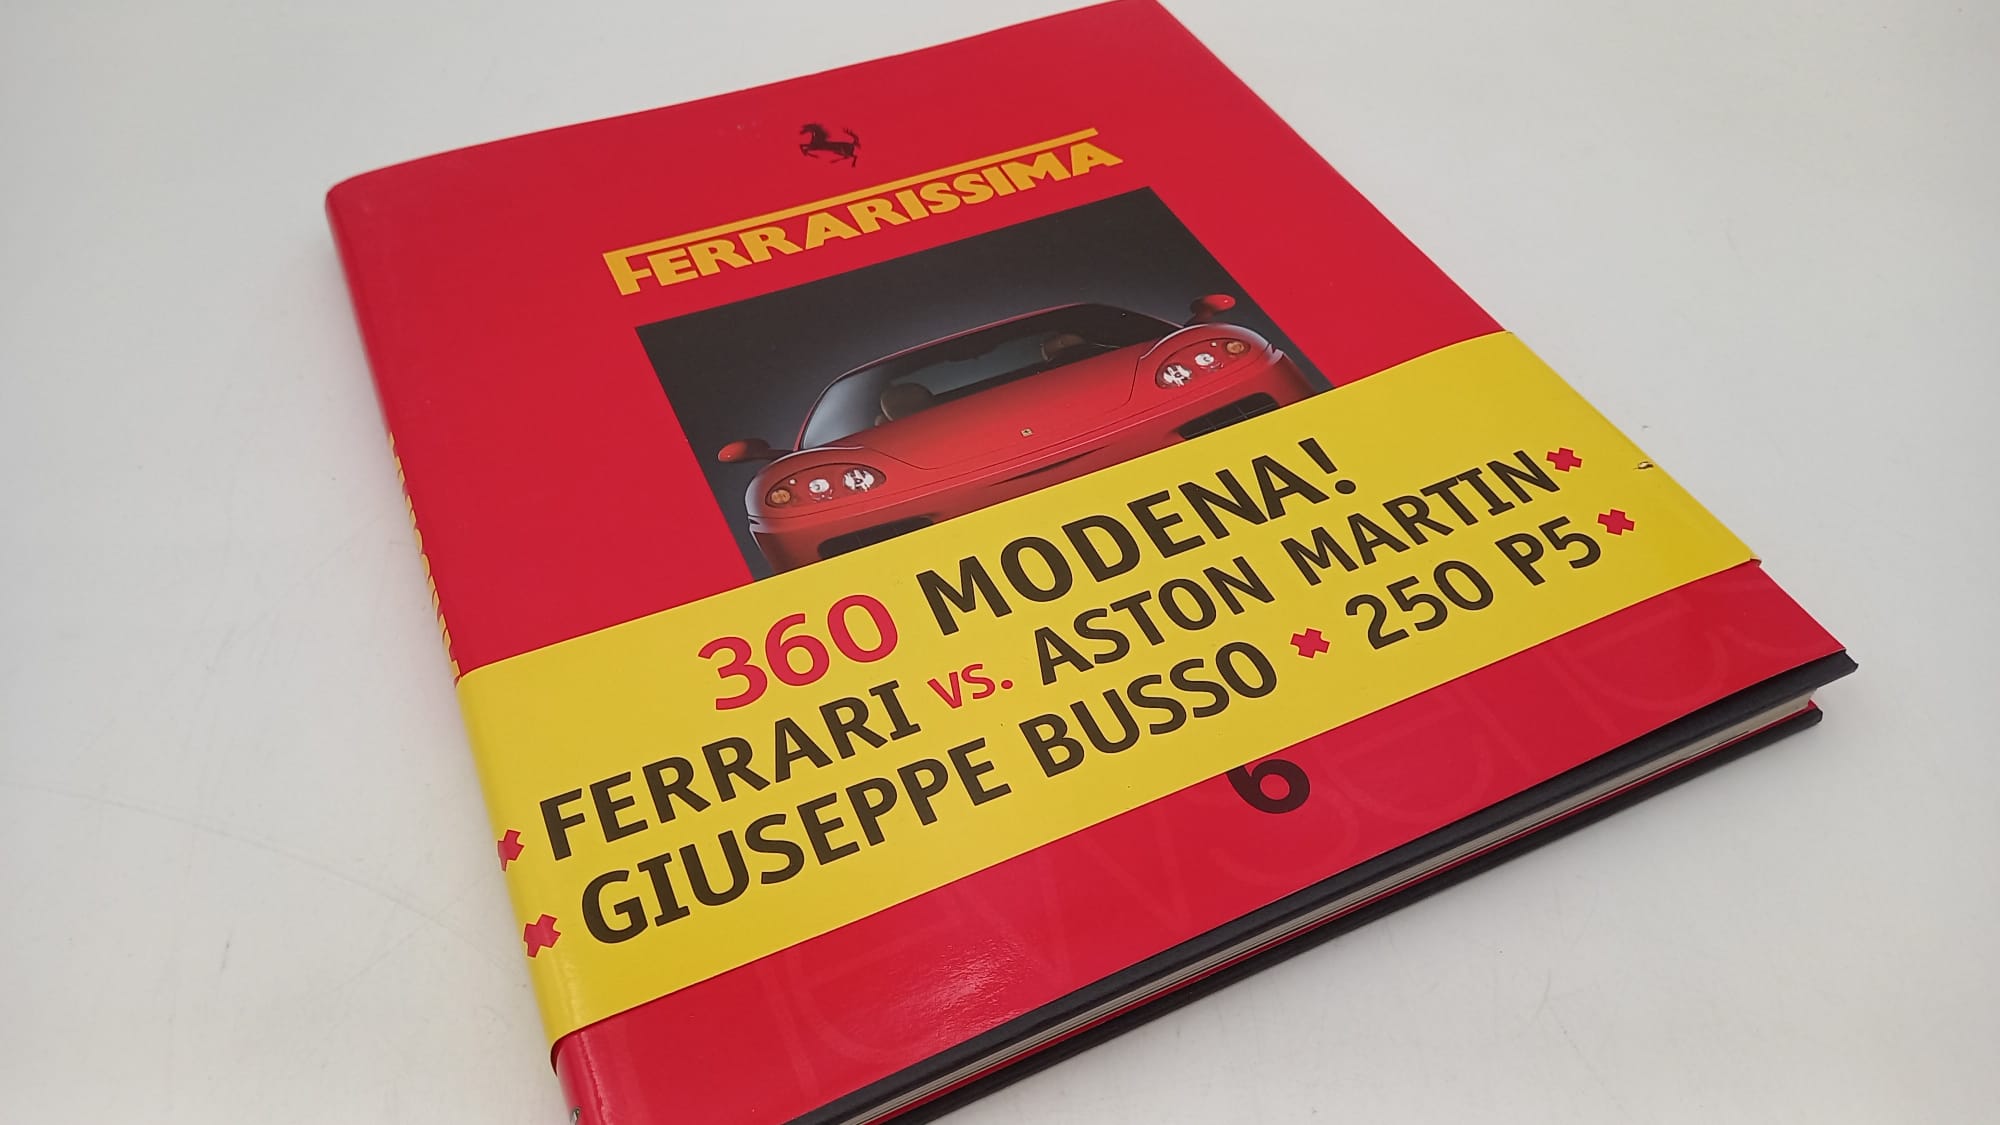 FERRARISSIMA
360 MODENA!
FERRARI vs. ASTON MARTIN
GIUSEPPE BUSSO 250 P5
6